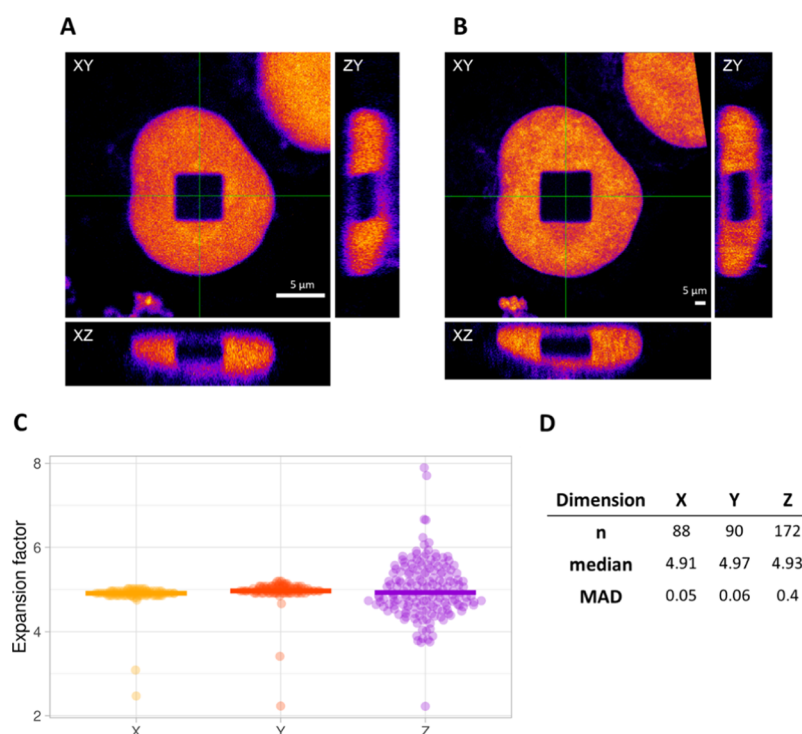 A
B
XY
ZY
XY
ZY
5 µm
5 µm
XZ
XZ
C
D
8
6
4
2
Expansion factor
X
Y
Z
Dimension X Y Z
n 88 90 172
median 4.91 4.97 4.93
MAD 0.05 0.06 0.4